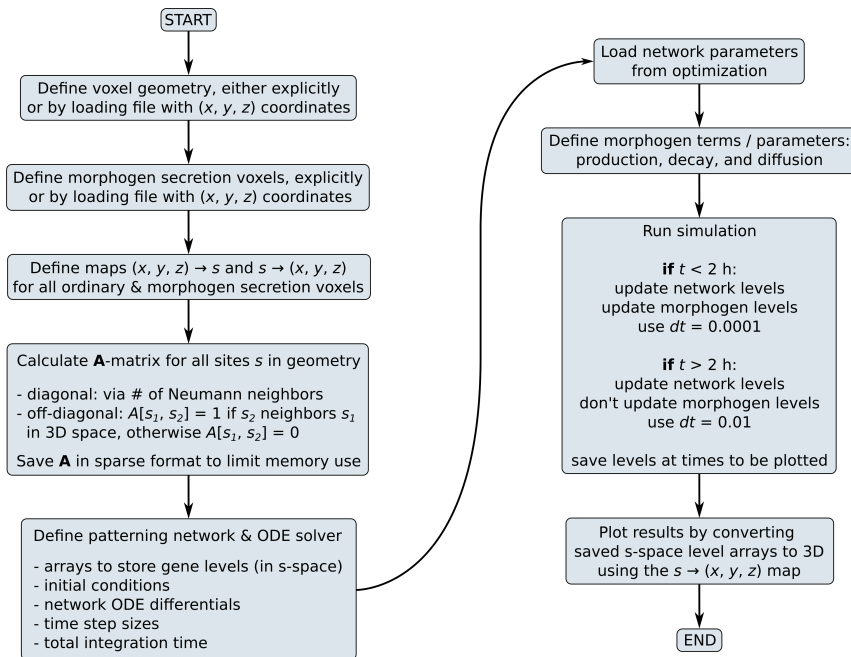 START
Define voxel geometry, either explicitly
or by loading file with (x, y, z) coordinates
Define morphogen secretion voxels, explicitly
or by loading file with (x, y, z) coordinates
Define maps (x, y, z) → s and s → (x, y, z)
for all ordinary & morphogen secretion voxels
Calculate A-matrix for all sites s in geometry
- diagonal: via # of Neumann neighbors
- off-diagonal: A[s1, s2] = 1 if s2 neighbors s1
in 3D space, otherwise A[s1, s2] = 0
Save A in sparse format to limit memory use
Define patterning network & ODE solver
- arrays to store gene levels (in s-space)
- initial conditions
- network ODE differentials
- time step sizes
- total integration time
Load network parameters
from optimization
Define morphogen terms / parameters:
production, decay, and diffusion
Run simulation
if t < 2 h:
update network levels
update morphogen levels
use dt = 0.0001
if t > 2 h:
update network levels
don't update morphogen levels
use dt = 0.01
save levels at times to be plotted
Plot results by converting
saved s-space level arrays to 3D
using the s → (x, y, z) map
END